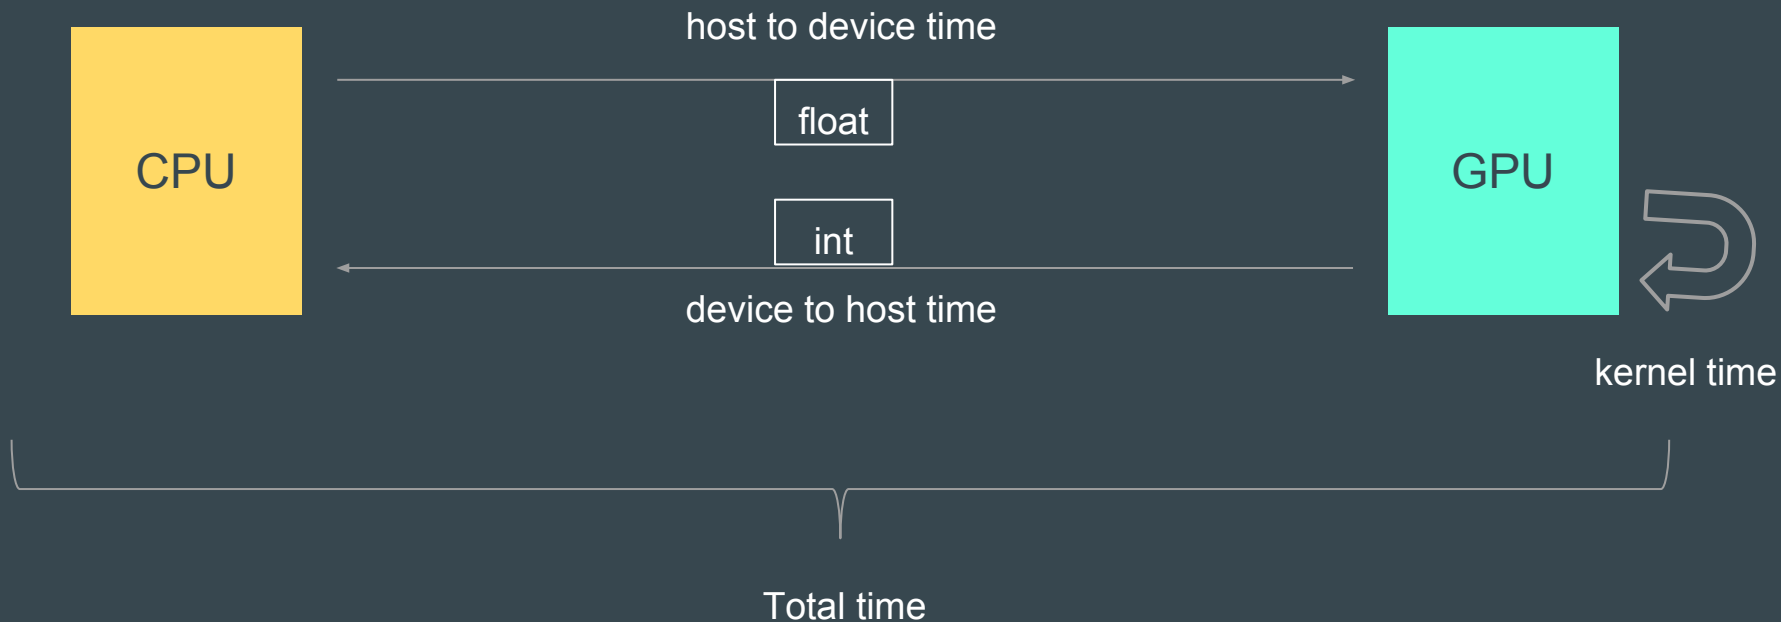 host to device time
float
CPU
GPU
int
device to host time
kernel time
Total time